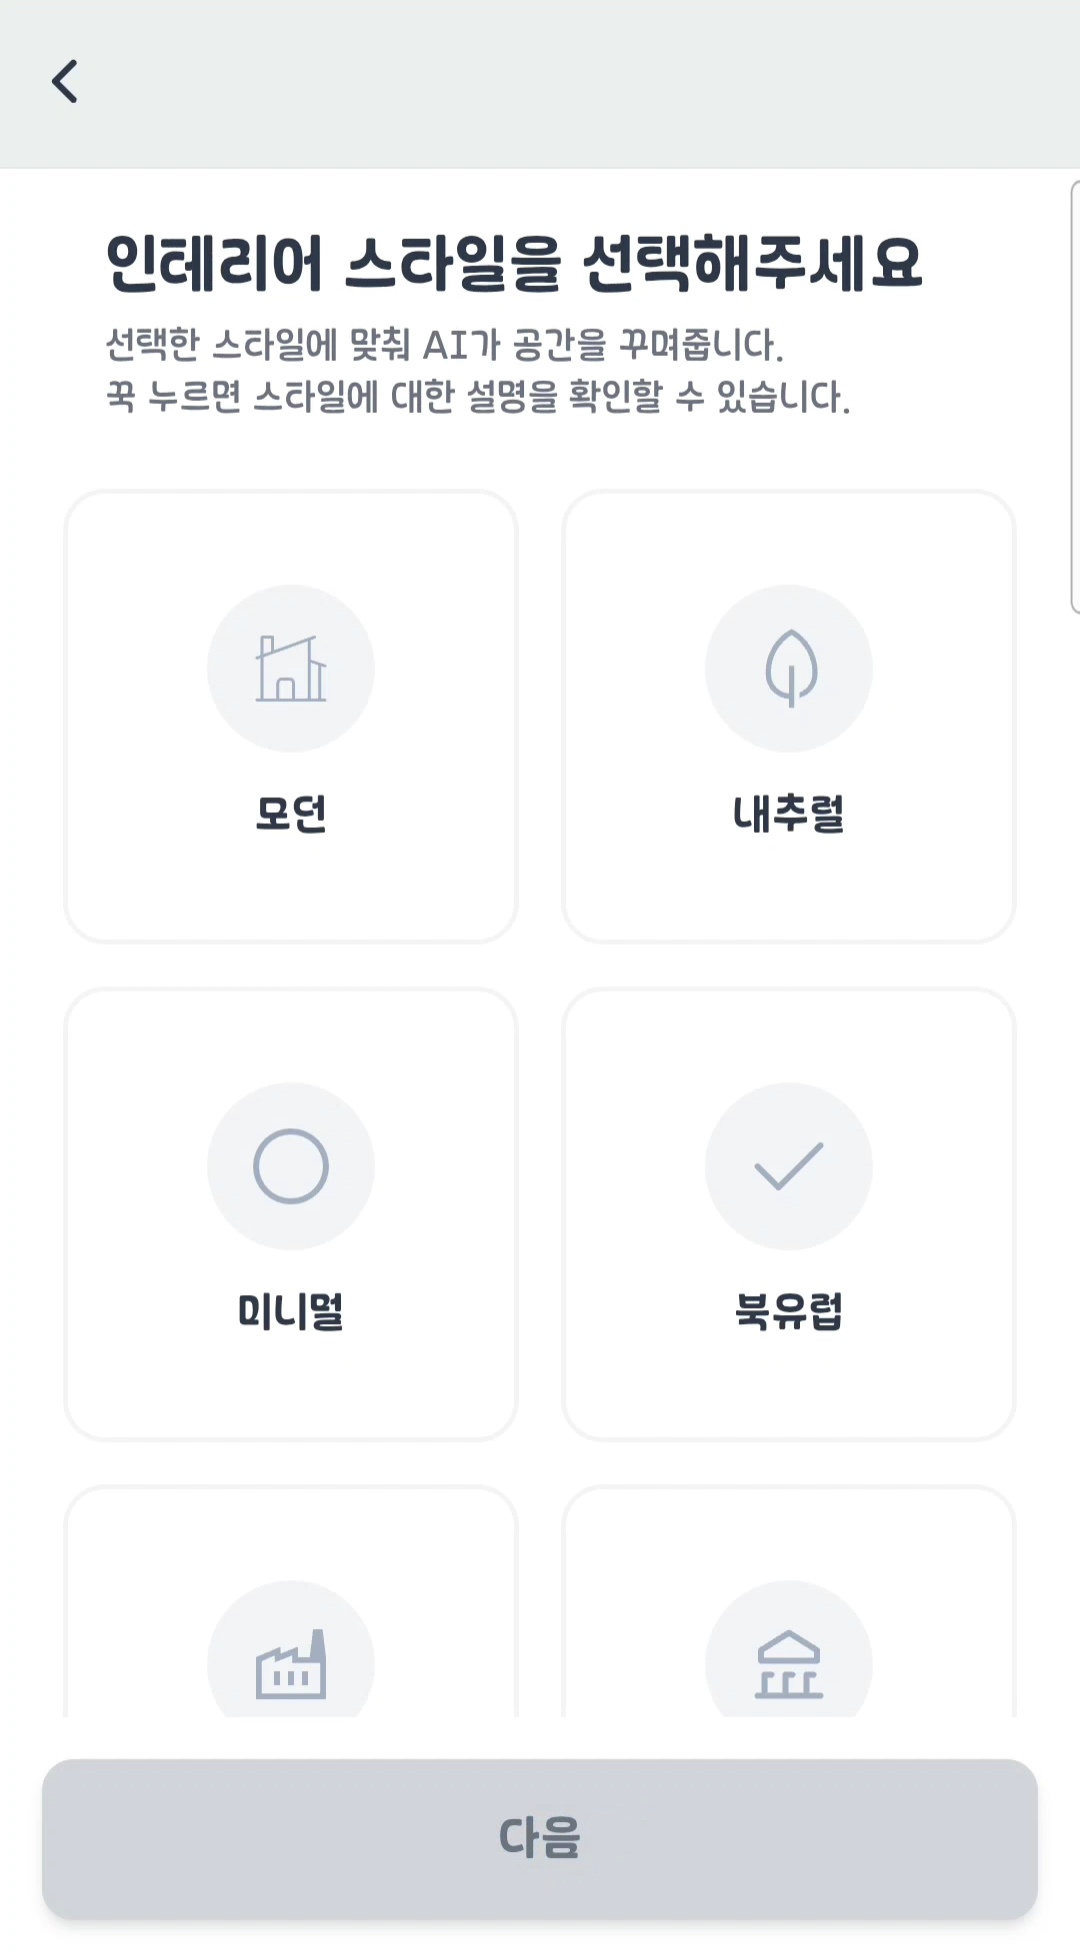 인테리어 스타일을 선택해주세요
선택한 스타일에 맞춰 AI가 공간을 꾸며줍니다.
꾹 누르면 스타일에 대한 설명을 확인할 수 있습니다.
모던
내추럴
미니멀
북유럽
다음